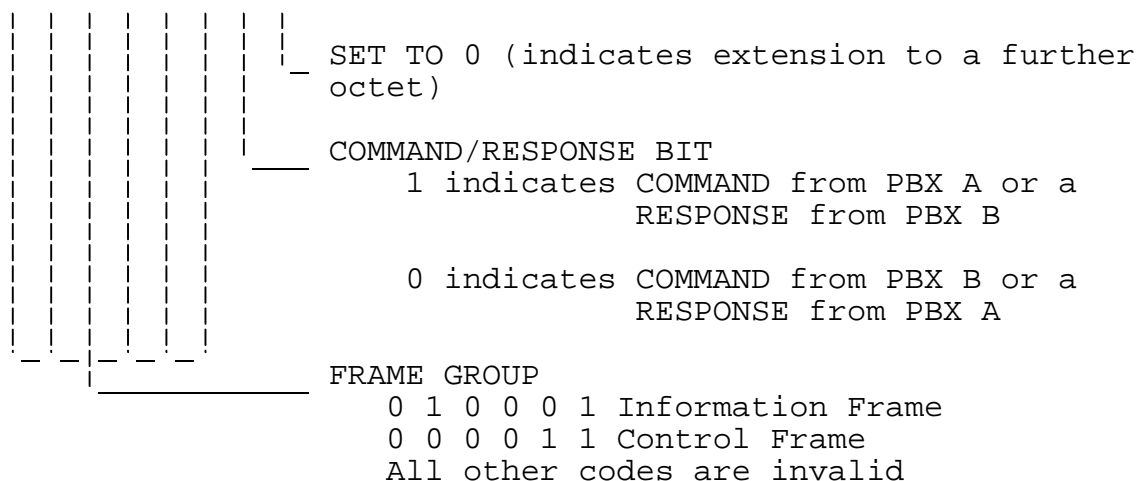 SET TO 0 (indicates extension to a further
octet)
COMMAND/RESPONSE BIT
1 indicates COMMAND from PBX A or a
RESPONSE from PBX B
0 indicates COMMAND from PBX B or a
RESPONSE from PBX A
FRAME GROUP
0 1 0 0 0 1 Information Frame
0 0 0 0 1 1 Control Frame
All other codes are invalid